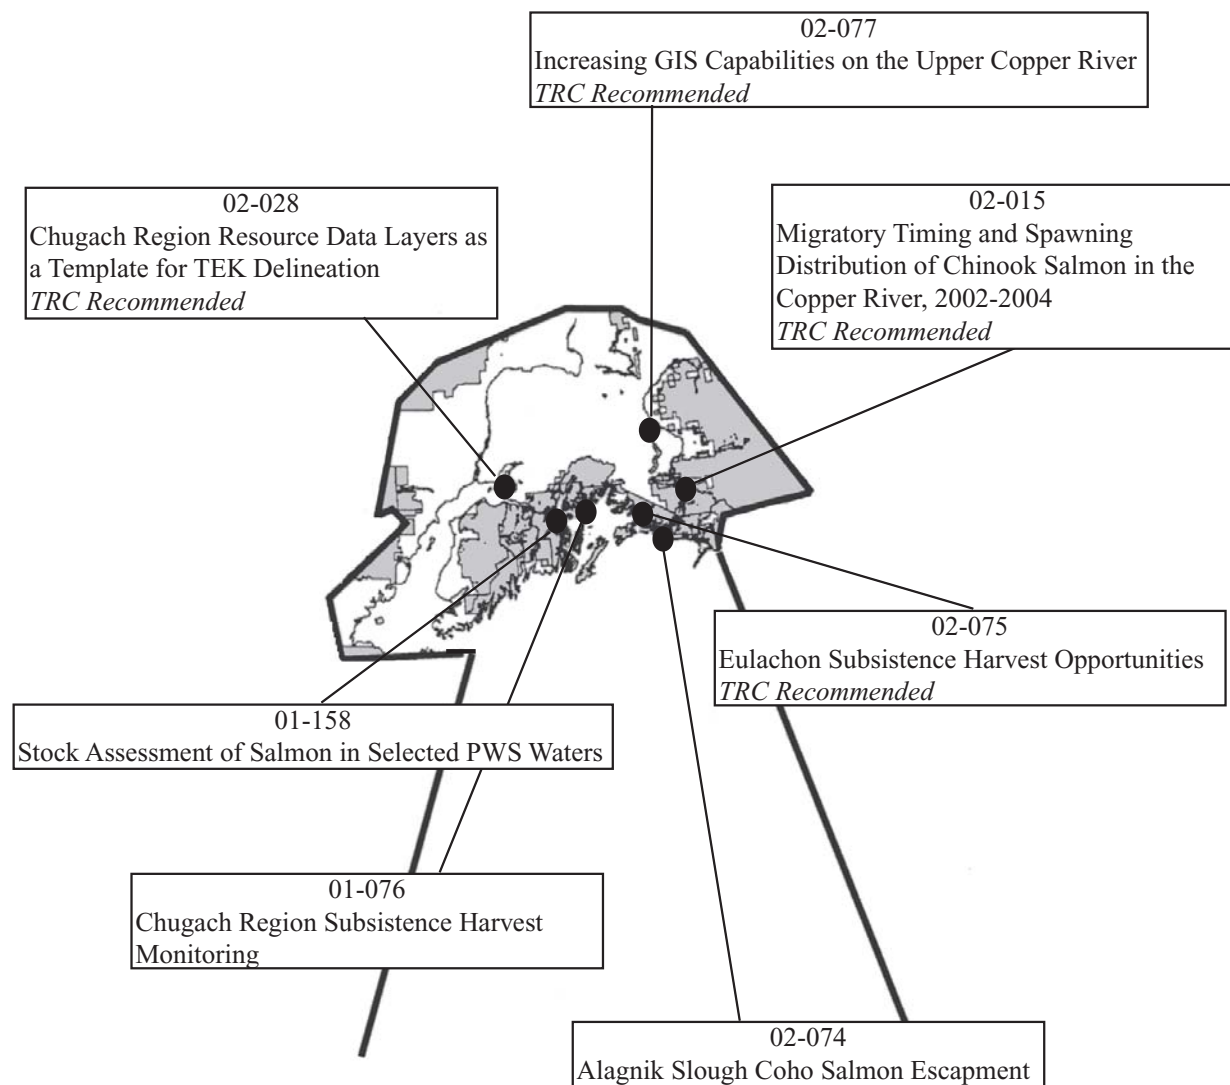 02-077
Increasing GIS Capabilities on the Upper Copper River
TRC Recommended
02-028
Chugach Region Resource Data Layers as
a Template for TEK Delineation
TRC Recommended
02-015
Migratory Timing and Spawning
Distribution of Chinook Salmon in the
Copper River, 2002-2004
TRC Recommended
02-075
Eulachon Subsistence Harvest Opportunities
TRC Recommended
01-158
Stock Assessment of Salmon in Selected PWS Waters
01-076
Chugach Region Subsistence Harvest
Monitoring
02-074
Alagnik Slough Coho Salmon Escapment